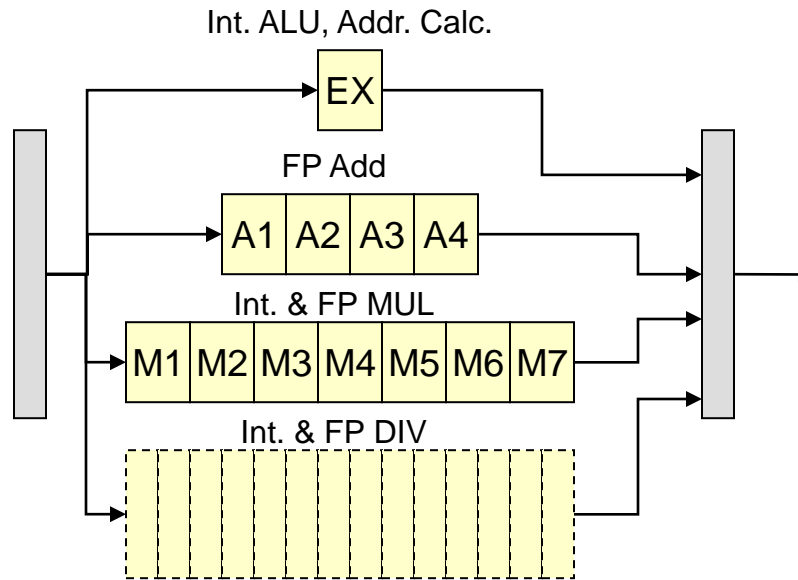 Int. ALU, Addr. Calc.
EX
FP Add
A1 A2 A3 A4
Int. & FP MUL
M1 M2 M3 M4 M5 M6 M7
Int. & FP DIV